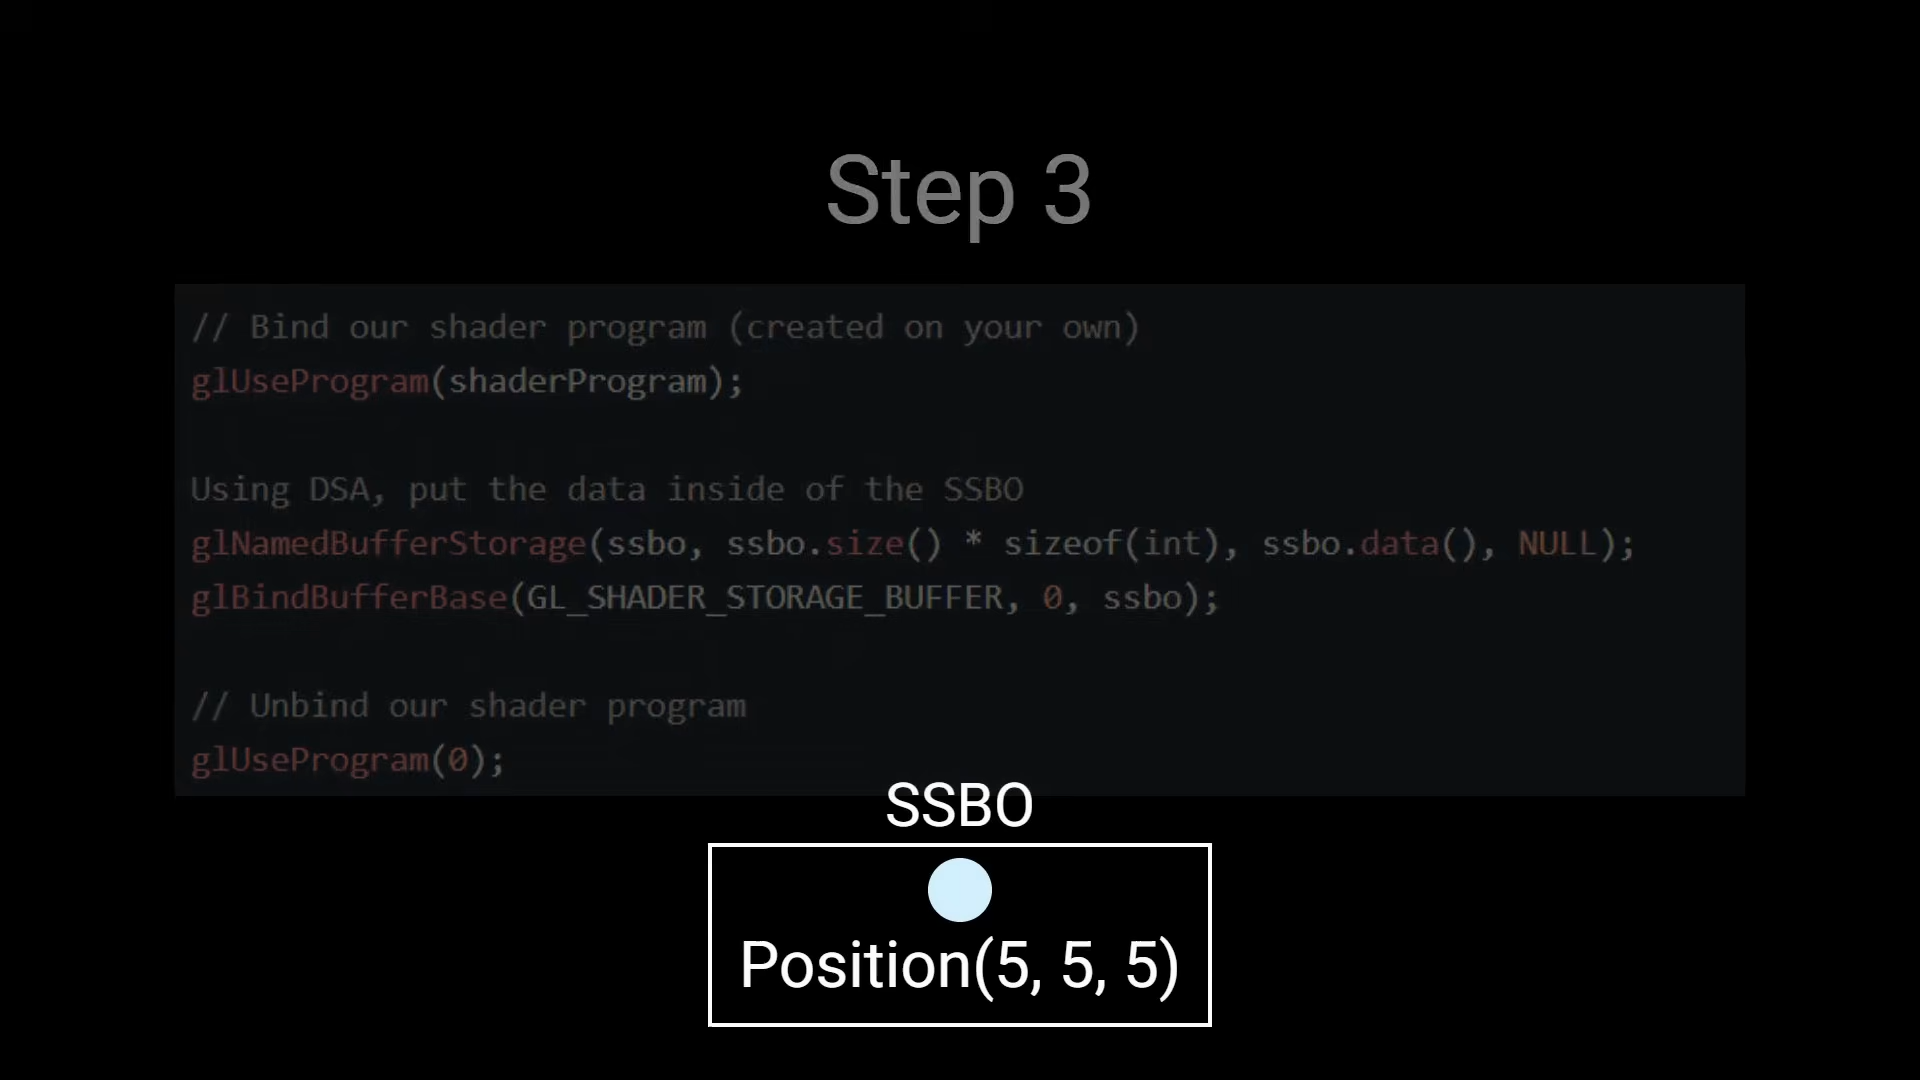 Step 3
// Bind our shader program (created on your own)
glUseProgram(shaderProgram);
Using DSA, put the data inside of the SSBO
glNamedBufferStorage(ssbo, ssbo.size() * sizeof(int), ssbo.data(), NULL);
glBindBufferBase(GL_SHADER_STORAGE_BUFFER, 0, ssbo);
// Unbind our shader program
glUseProgram(0);
SSBO
Position(5, 5, 5)